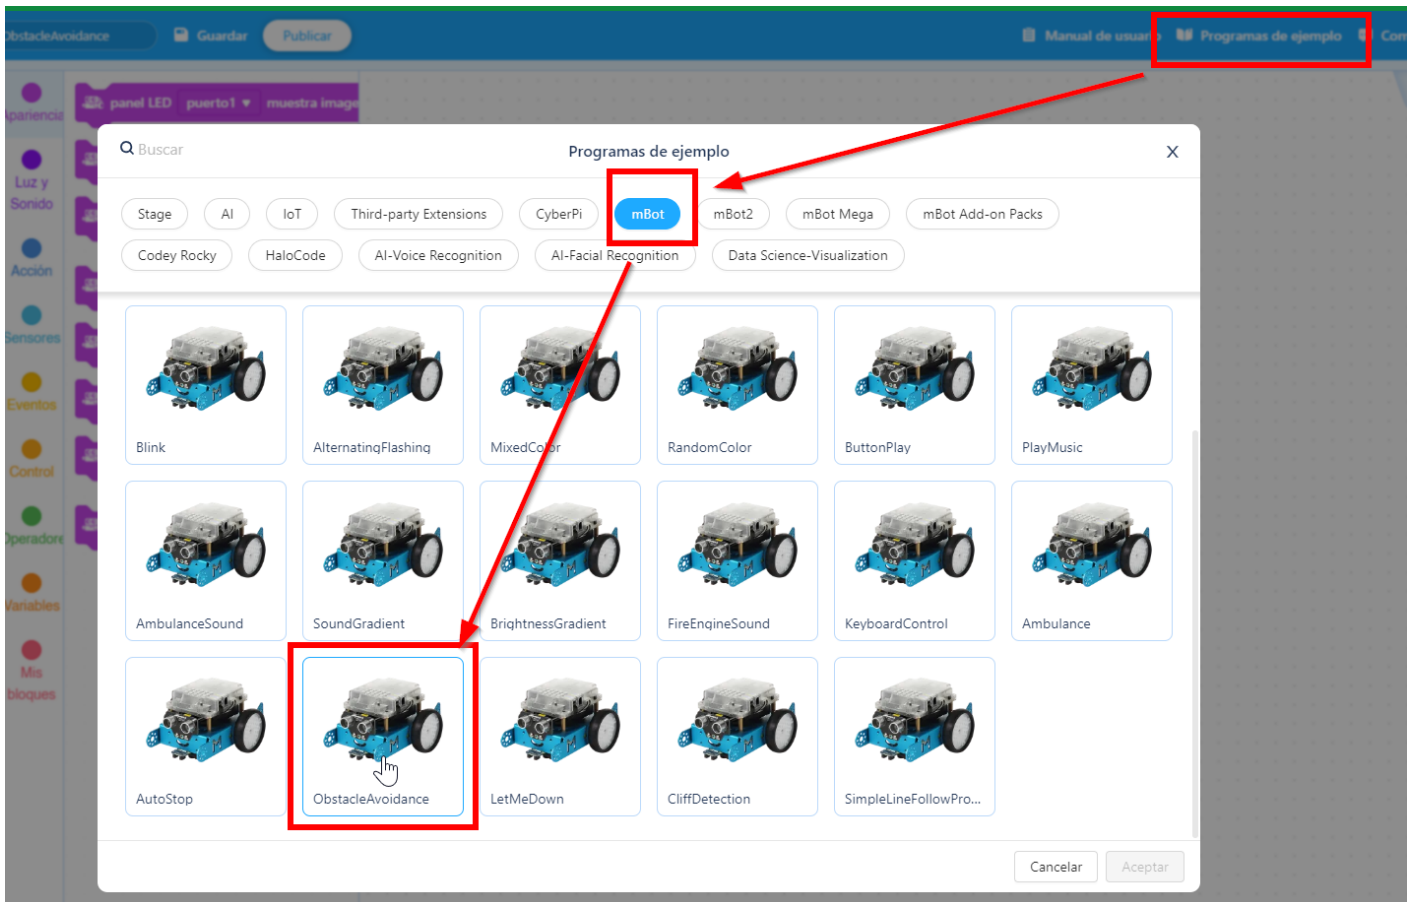 ObstacleAvoidance
Guardar
Publicar
Manual de usuario
Programas de ejemplo
panel LED puerto1 ▼ muestra image
Apariencia
Luz y
Sonido
Acción
Sensores
Eventos
Control
Variables
Mis
bloques
Buscar
Programas de ejemplo
X
Stage AI IoT Third-party Extensions CyberPi mBot mBot2 mBot Mega mBot Add-on Packs
Codey Rocky HaloCode AI-Voice Recognition AI-Facial Recognition Data Science-Visualization
Blink AlternatingFlashing MixedColor RandomColor ButtonPlay PlayMusic
AmbulanceSound SoundGradient BrightnessGradient FireEngineSound KeyboardControl Ambulance
AutoStop ObstacleAvoidance LetMeDown CliffDetection SimpleLineFollowPro...
Cancelar Aceptar